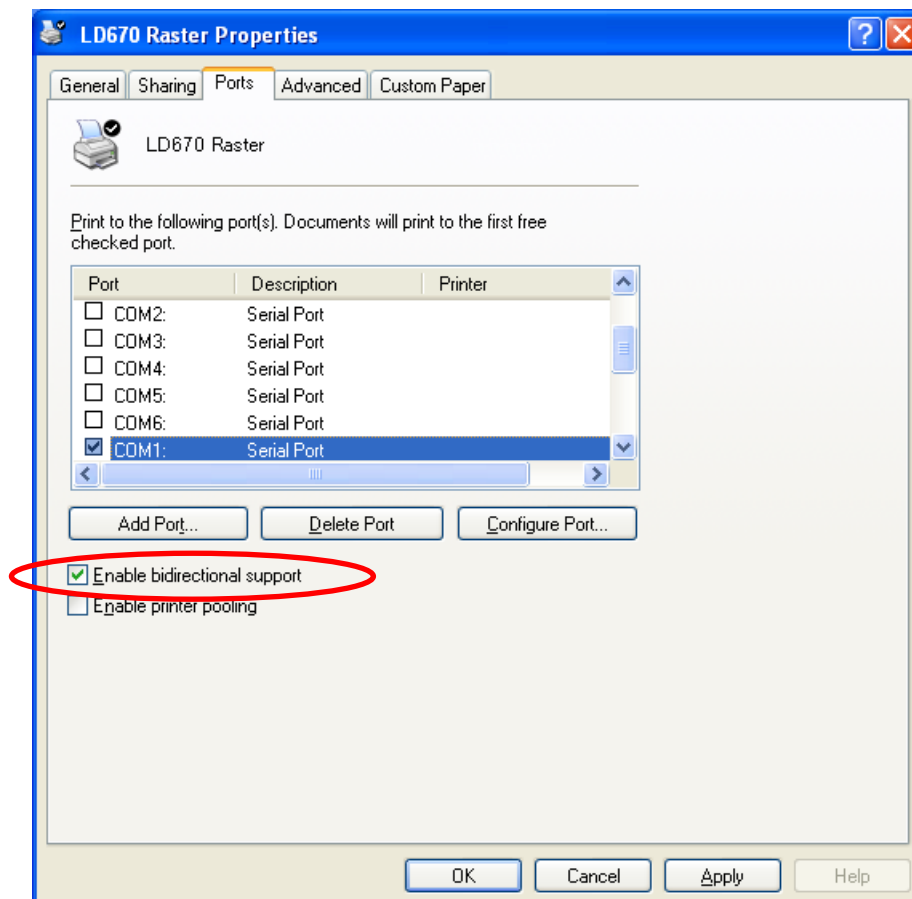 LD670 Raster Properties
?
General Sharing Ports Advanced Custom Paper
LD670 Raster
Print to the following port(s). Documents will print to the first free
checked port.
Port Description Printer
COM2: Serial Port
COM3: Serial Port
COM4: Serial Port
COM5: Serial Port
COM6: Serial Port
COM1: Serial Port
Add Port... Delete Port Configure Port...
Enable bidirectional support
Enable printer pooling
OK Cancel Apply Help